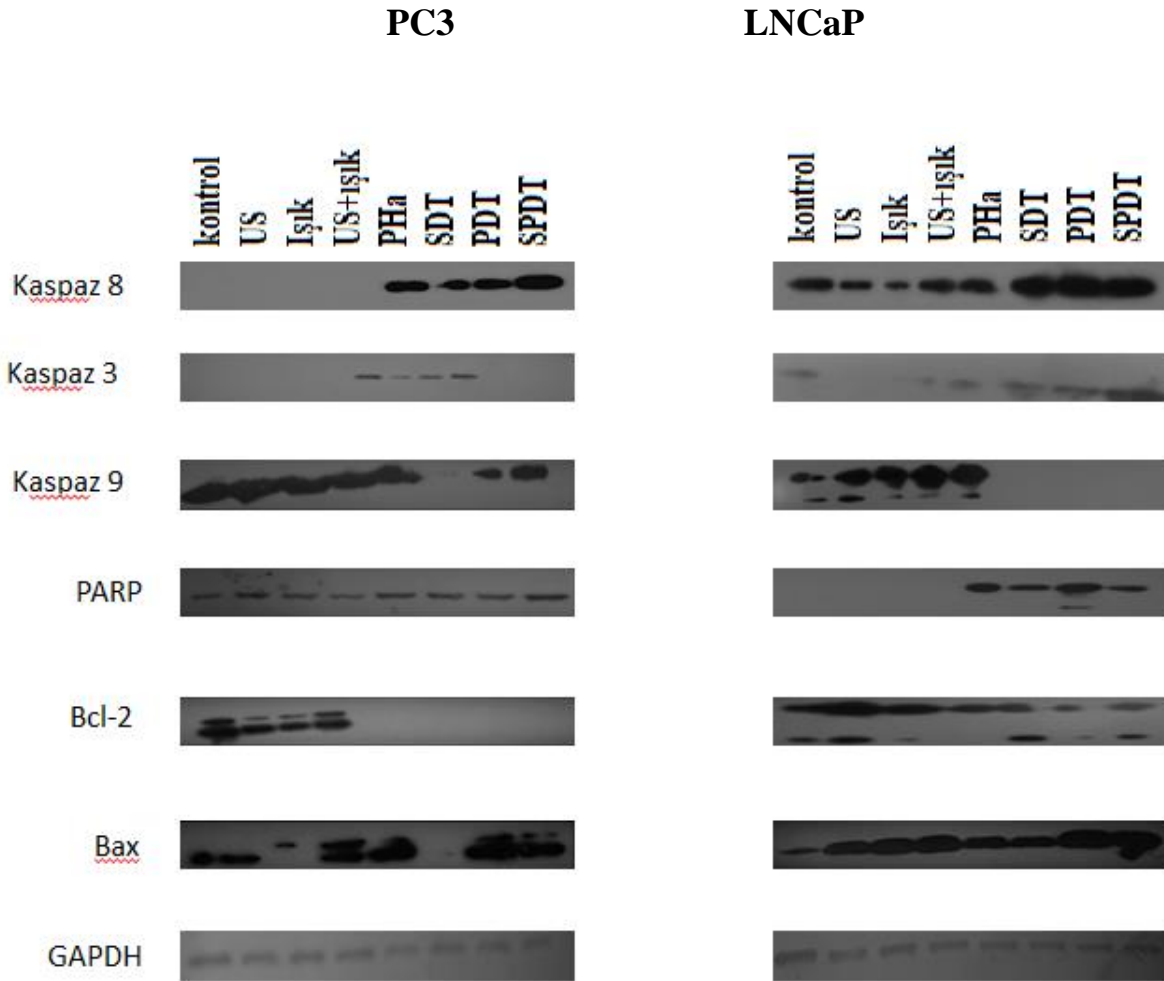 PC3
LNCaP
kontrol
US
Işık
US+ışık
PHa
SDT
PDT
SPDT
kontrol
US
Işık
US+ışık
PHa
SDT
PDT
SPDT
Kaspaz 8
Kaspaz 3
Kaspaz 9
PARP
Bcl-2
Bax
GAPDH